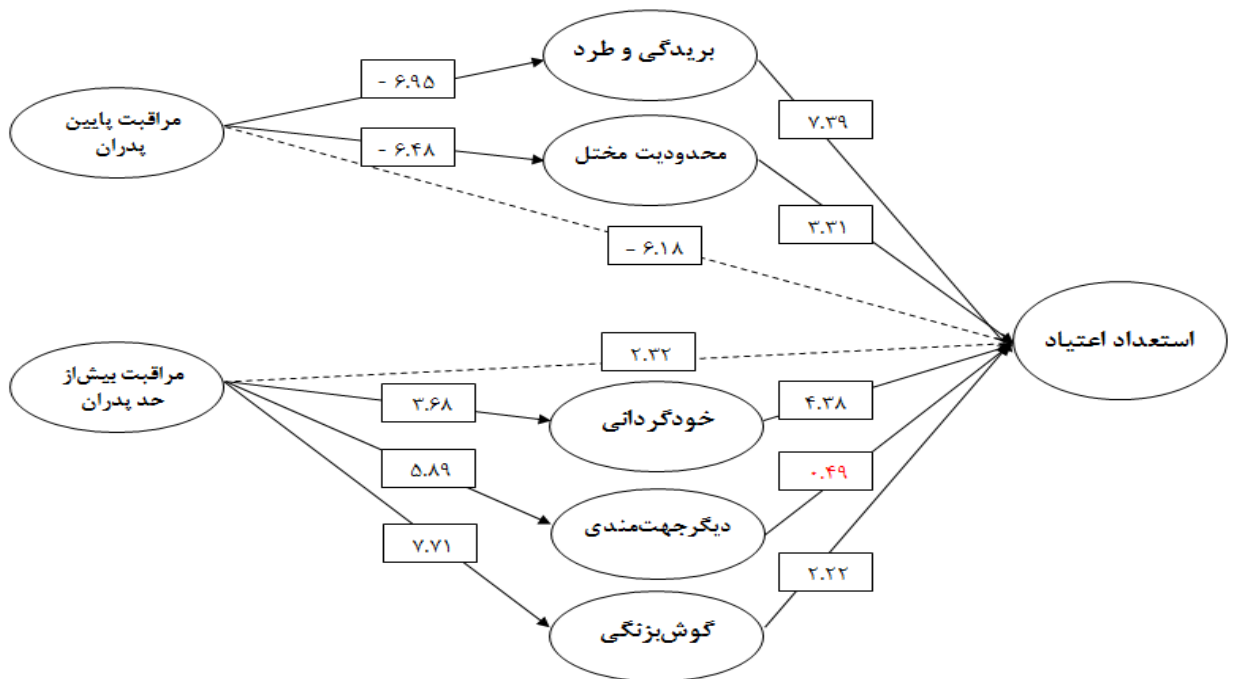 بریدگی و طرد
- ۶.۹۵
مراقبت پایین
پدران
۷.۳۹
- ۶.۴۸
محدودیت مختل
۳.۳۱
- ۶.۱۸
استعداد اعتیاد
۲.۳۲
مراقبت بیش‌از
حد پدران
۳.۶۸
خودگردانی
۴.۳۸
۵.۸۹
۰.۴۹
دیگرجهت‌مندی
۷.۷۱
۲.۲۲
گوش‌بزنگی